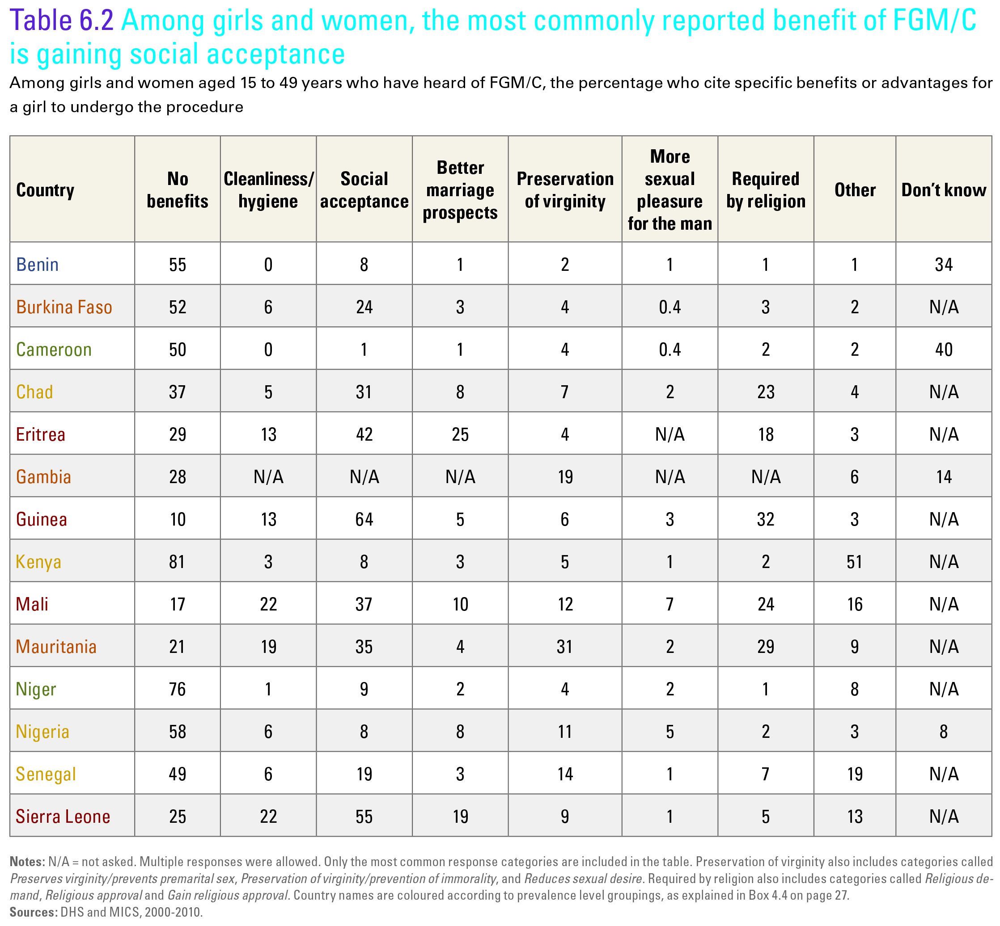 Table 6.2 Among girls and women, the most commonly reported benefit of FGM/C
is gaining social acceptance
Among girls and women aged 15 to 49 years who have heard of FGM/C, the percentage who cite specific benefits or advantages for
a girl to undergo the procedure
Country
No
benefits
Cleanliness/
hygiene
Social
acceptance
Better
marriage
prospects
Preservation
of virginity
More
sexual
pleasure
for the man
Required
by religion
Other
Don't know
Benin 55 0 8 1 2 1 1 1 34
Burkina Faso 52 6 24 3 4 0.4 3 2 N/A
Cameroon 50 0 1 1 4 0.4 2 2 40
Chad 37 5 31 8 7 2 23 4 N/A
Eritrea 29 13 42 25 4 N/A 18 3 N/A
Gambia 28 N/A N/A N/A 19 N/A N/A 6 14
Guinea 10 13 64 5 6 3 32 3 N/A
Kenya 81 3 8 3 5 1 2 51 N/A
Mali 17 22 37 10 12 7 24 16 N/A
Mauritania 21 19 35 4 31 2 29 9 N/A
Niger 76 1 9 2 4 2 1 8 N/A
Nigeria 58 6 8 8 11 5 2 3 8
Senegal 49 6 19 3 14 1 7 19 N/A
Sierra Leone 25 22 55 19 9 1 5 13 N/A
Notes: N/A = not asked. Multiple responses were allowed. Only the most common response categories are included in the table. Preservation of virginity also includes categories called
Preserves virginity/prevents premarital sex, Preservation of virginity/prevention of immorality, and Reduces sexual desire. Required by religion also includes categories called Religious de-
mand, Religious approval and Gain religious approval. Country names are coloured according to prevalence level groupings, as explained in Box 4.4 on page 27.
Sources: DHS and MICS, 2000-2010.